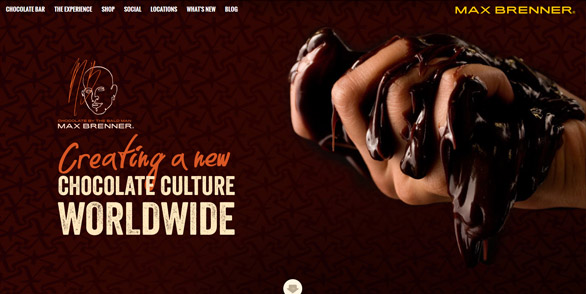 CHOCOLATE BAR THE EXPERIENCE SHOP SOCIAL LOCATIONS WHAT'S NEW BLOG
MAX BRENNER®
CHOCOLATE BY THE BALD MAN
MAX BRENNER®
Creating a new
CHOCOLATE CULTURE
WORLDWIDE